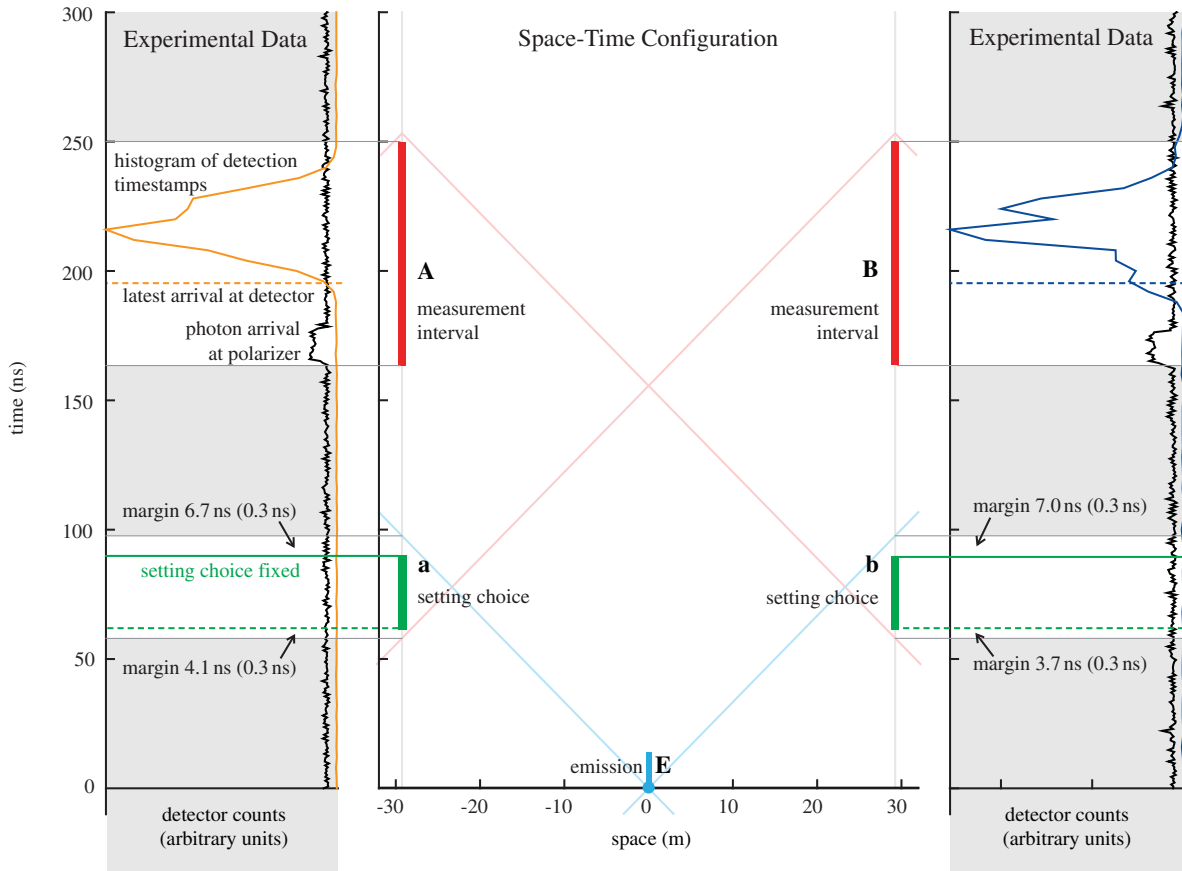 Experimental Data
Space-Time Configuration
Experimental Data
300
250
200
150
100
50
0
time (ns)
histogram of detection
timestamps
latest arrival at detector
photon arrival
at polarizer
margin 6.7 ns (0.3 ns)
setting choice fixed
margin 4.1 ns (0.3 ns)
detector counts
(arbitrary units)
A
measurement
interval
B
measurement
interval
a
setting choice
b
setting choice
emission E
-30 -20 -10 0 10 20 30
space (m)
margin 7.0 ns (0.3 ns)
margin 3.7 ns (0.3 ns)
detector counts
(arbitrary units)